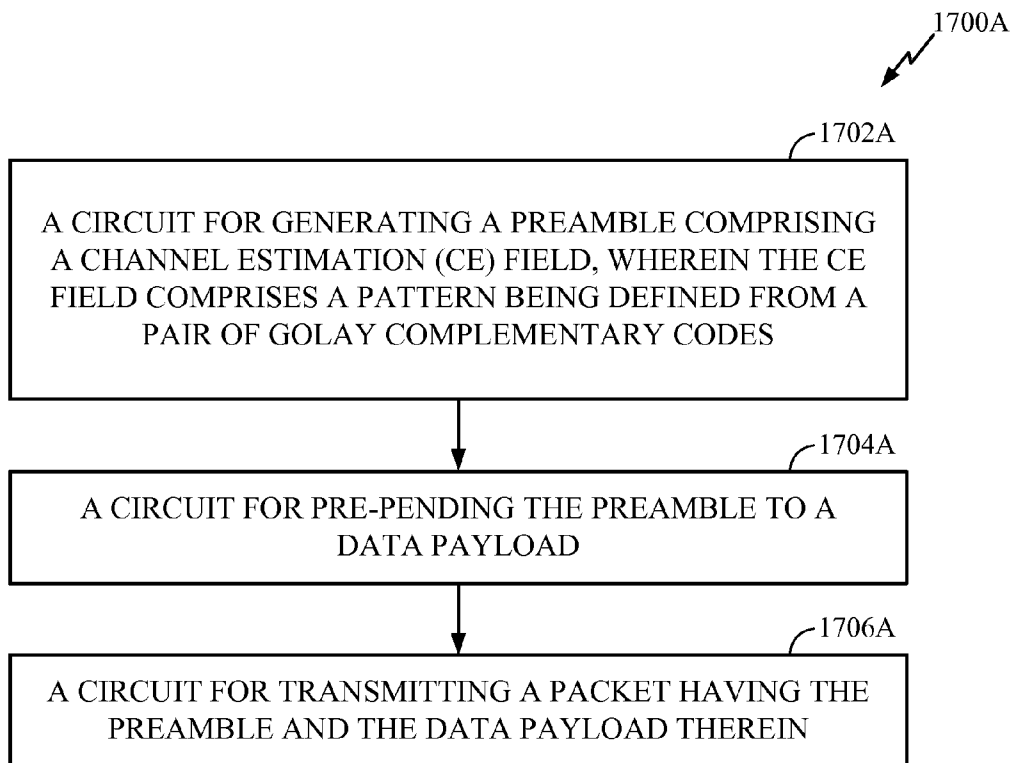 1700A
1702A
A CIRCUIT FOR GENERATING A PREAMBLE COMPRISING
A CHANNEL ESTIMATION (CE) FIELD, WHEREIN THE CE
FIELD COMPRISES A PATTERN BEING DEFINED FROM A
PAIR OF GOLAY COMPLEMENTARY CODES
1704A
A CIRCUIT FOR PRE-PENDING THE PREAMBLE TO A
DATA PAYLOAD
1706A
A CIRCUIT FOR TRANSMITTING A PACKET HAVING THE
PREAMBLE AND THE DATA PAYLOAD THEREIN